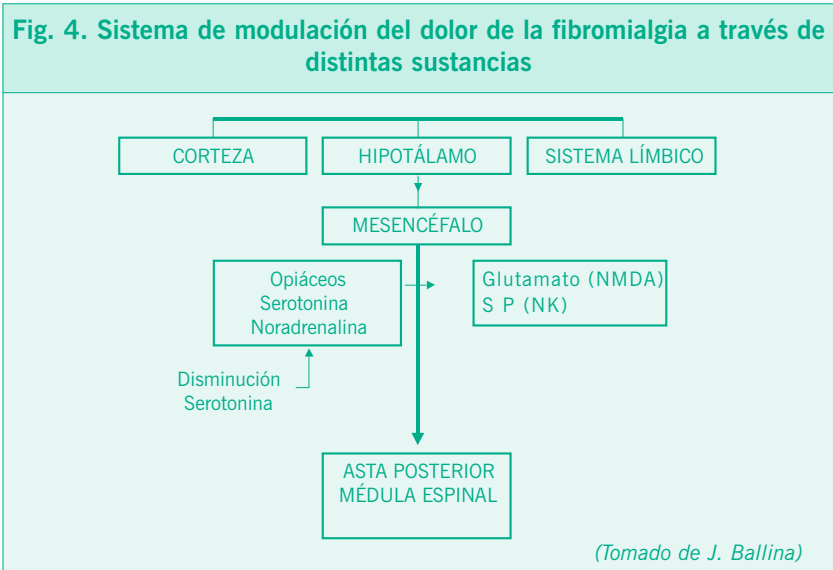 Fig. 4. Sistema de modulación del dolor de la fibromialgia a través de
distintas sustancias
CORTEZA
HIPOTÁLAMO
SISTEMA LÍMBICO
MESENCÉFALO
Opiáceos
Serotonina
Noradrenalina
Glutamato (NMDA)
S P (NK)
Disminución
Serotonina
ASTA POSTERIOR
MÉDULA ESPINAL
(Tomado de J. Ballina)